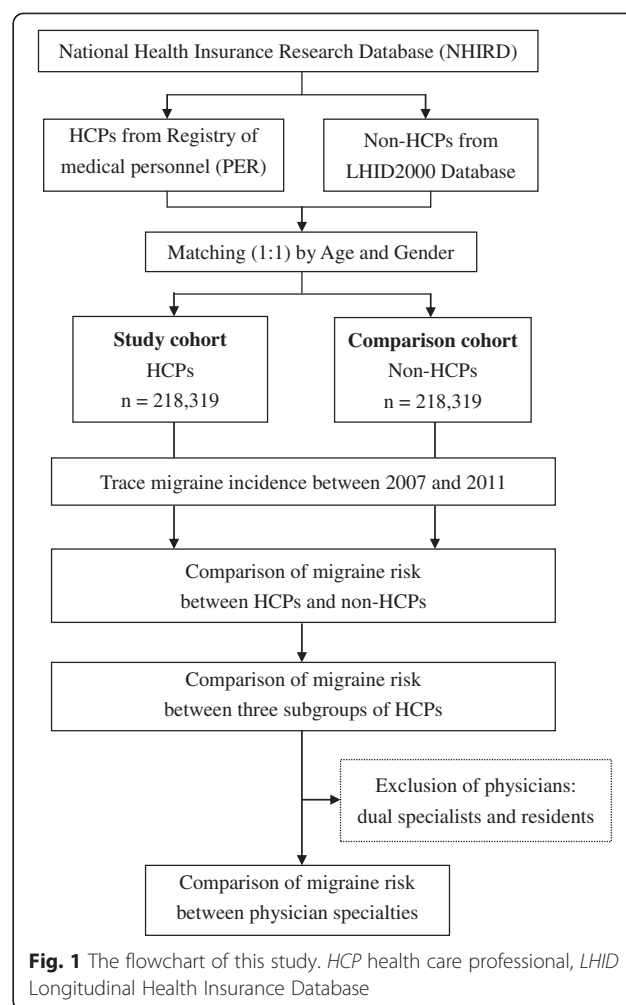 National Health Insurance Research Database (NHIRD)
HCPs from Registry of
medical personnel (PER)
Non-HCPs from
LHID2000 Database
Matching (1:1) by Age and Gender
Study cohort
HCPs
n = 218,319
Comparison cohort
Non-HCPs
n = 218,319
Trace migraine incidence between 2007 and 2011
Comparison of migraine risk
between HCPs and non-HCPs
Comparison of migraine risk
between three subgroups of HCPs
Exclusion of physicians:
dual specialists and residents
Comparison of migraine risk
between physician specialties
Fig. 1 The flowchart of this study. HCP health care professional, LHID
Longitudinal Health Insurance Database